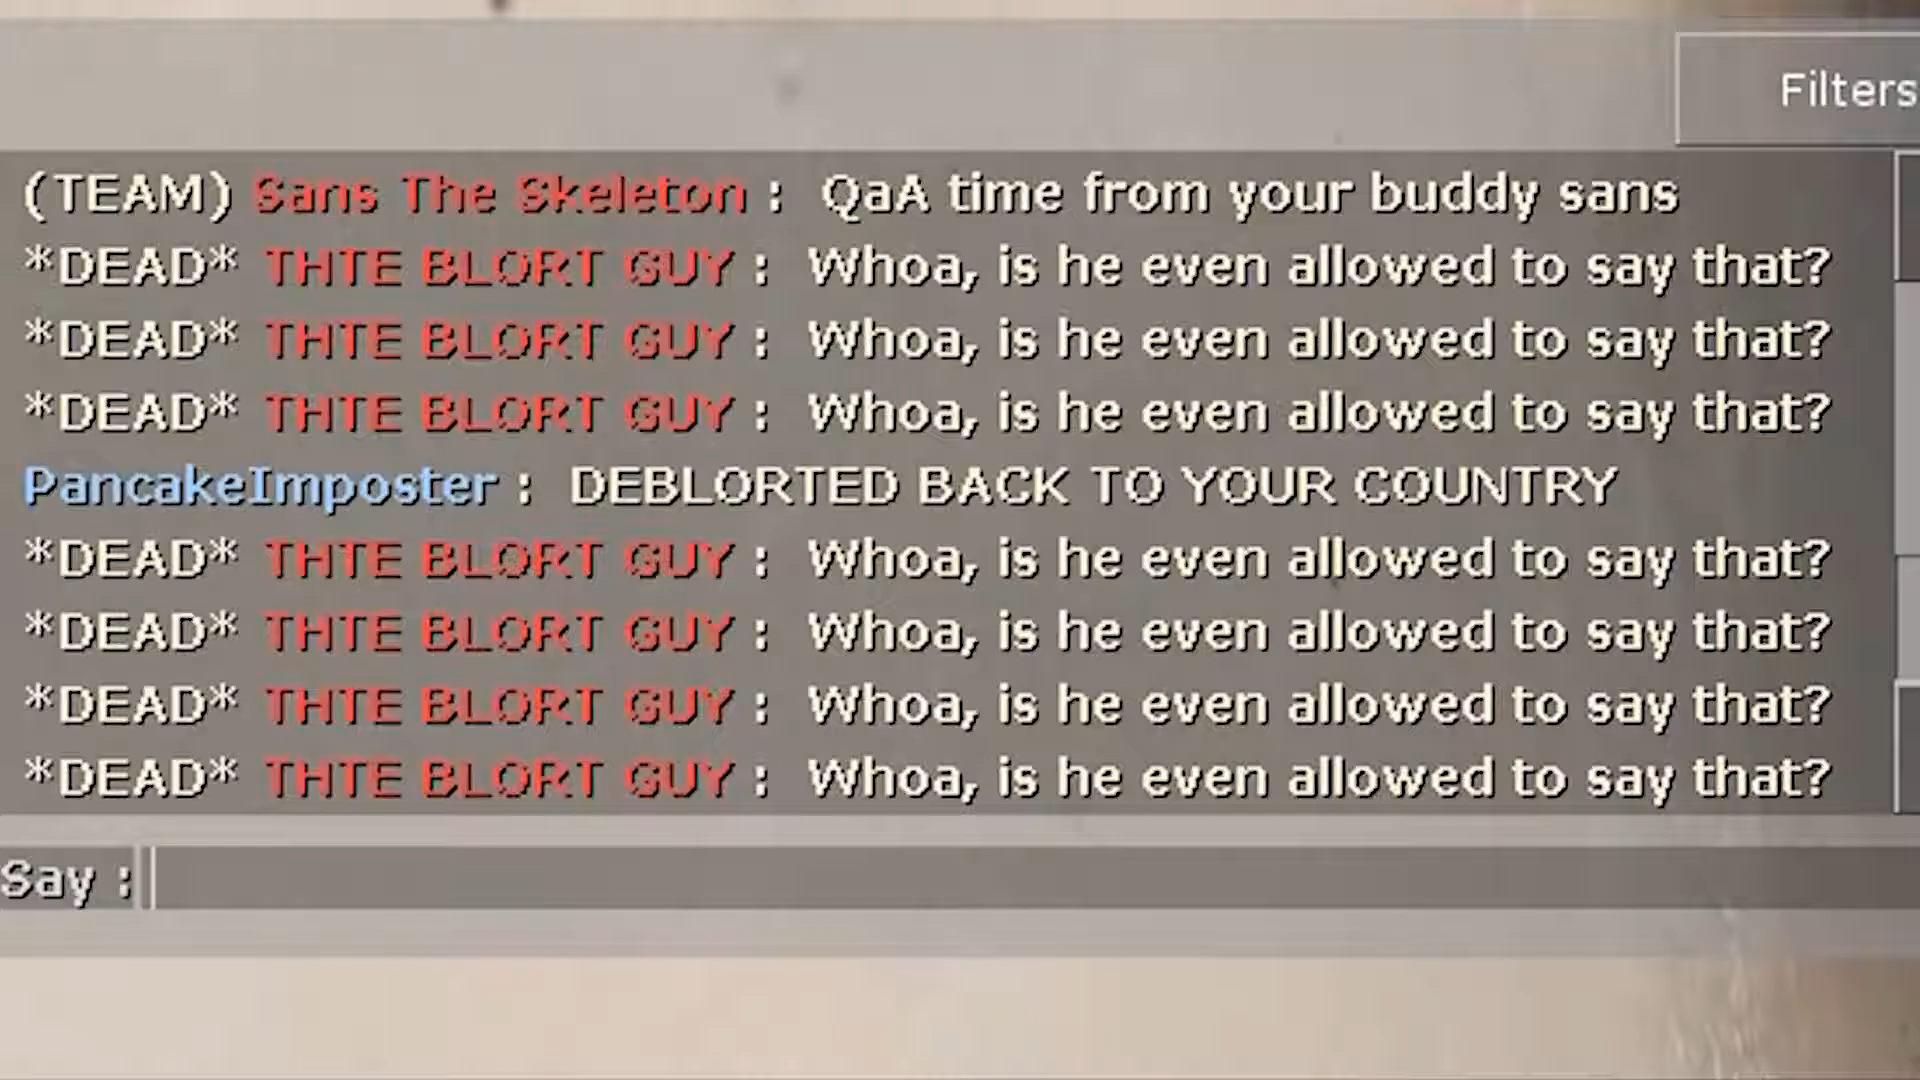 Filters
(TEAM) Sans The Skeleton : QaA time from your buddy sans
*DEAD* THTE BLORT GUY : Whoa, is he even allowed to say that?
*DEAD* THTE BLORT GUY : Whoa, is he even allowed to say that?
*DEAD* THTE BLORT GUY : Whoa, is he even allowed to say that?
PancakeImposter : DEBLORTED BACK TO YOUR COUNTRY
*DEAD* THTE BLORT GUY : Whoa, is he even allowed to say that?
*DEAD* THTE BLORT GUY : Whoa, is he even allowed to say that?
*DEAD* THTE BLORT GUY : Whoa, is he even allowed to say that?
*DEAD* THTE BLORT GUY : Whoa, is he even allowed to say that?
Say :